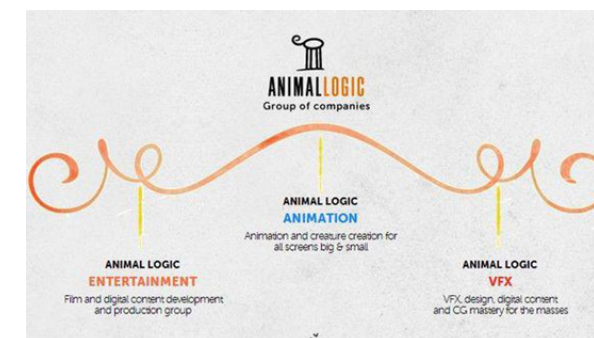 ANIMALLOGIC
Group of companies
ANIMAL LOGIC
ANIMATION
Animation and creature creation for
all screens big & small
ANIMAL LOGIC
ENTERTAINMENT
Film and digital content development
and production group
ANIMAL LOGIC
VFX
VFX, design, digital content
and CG mastery for the masses